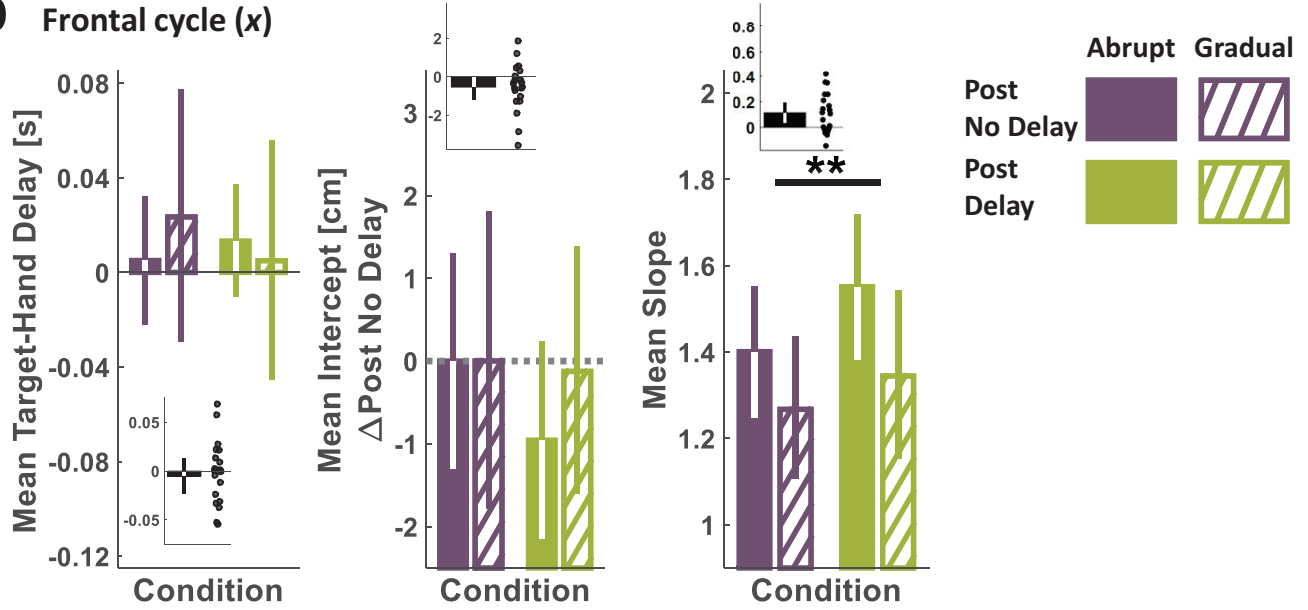 Frontal cycle (x)
Mean Target-Hand Delay [s]
0.08
0.04
0
-0.04
-0.08
-0.12
0.05
0
-0.05
Condition
Mean Intercept [cm]
ΔPost No Delay
3
2
1
0
-1
-2
2
0
-2
Condition
Mean Slope
2
1.8
1.6
1.4
1.2
1
0.8
0.6
0.4
0.2
0
**
Condition
Abrupt Gradual
Post
No Delay
Post
Delay